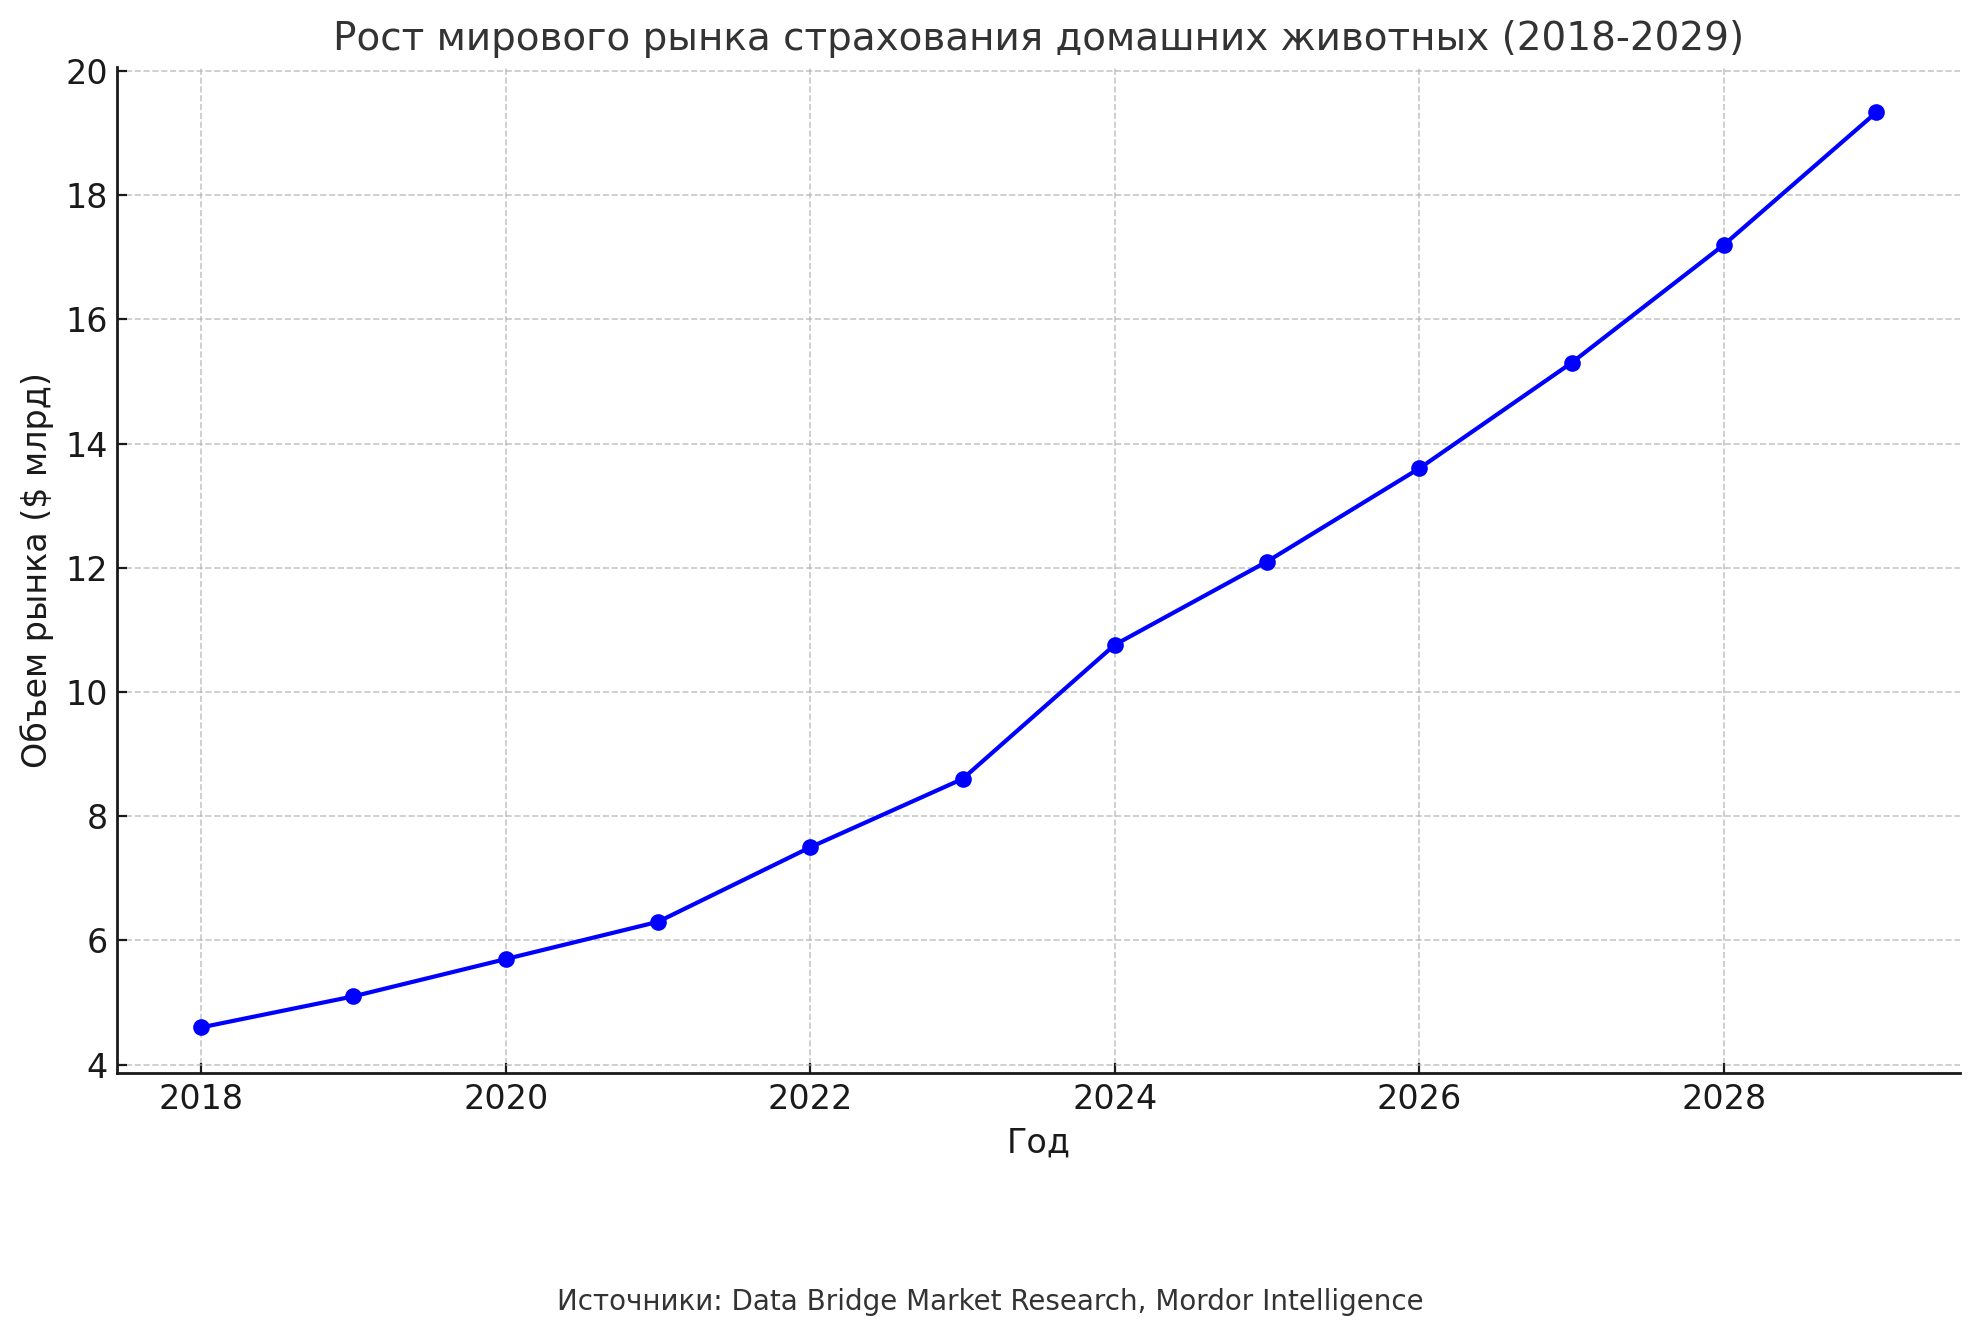 Рост мирового рынка страхования домашних животных (2018-2029)
20
18
16
14
12
10
8
6
4
Объем рынка ($ млрд)
2018 2020 2022 2024 2026 2028
Год
Источники: Data Bridge Market Research, Mordor Intelligence